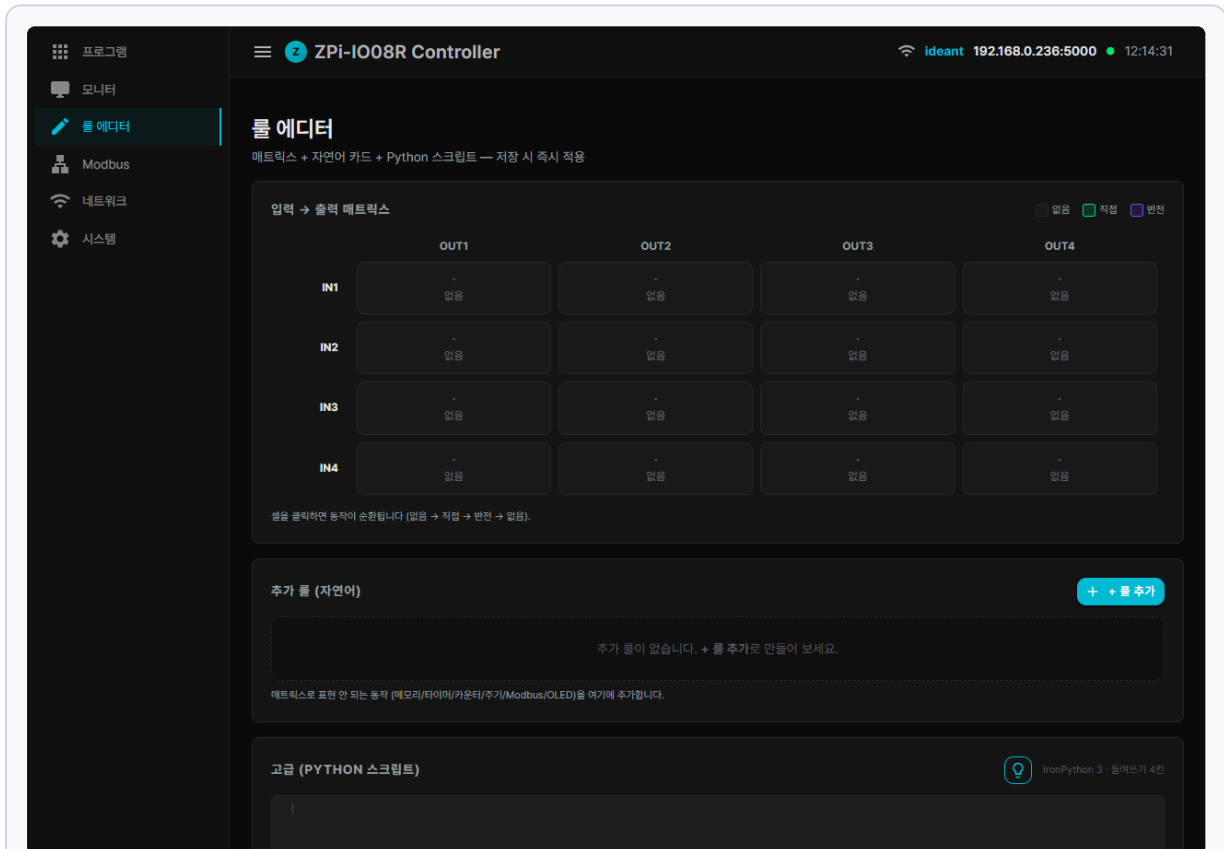 프로그램
모니터
룰 에디터
Modbus
네트워크
시스템
Z ZPi-IO08R Controller
ideant 192.168.0.236:5000 12:14:31
룰 에디터
매트릭스 + 자연어 카드 + Python 스크립트 — 저장 시 즉시 적용
입력 → 출력 매트릭스
없음 직접 반전
OUT1 OUT2 OUT3 OUT4
IN1 - 없음 - 없음 - 없음 - 없음
IN2 - 없음 - 없음 - 없음 - 없음
IN3 - 없음 - 없음 - 없음 - 없음
IN4 - 없음 - 없음 - 없음 - 없음
셀을 클릭하면 동작이 순환됩니다 (없음 → 직접 → 반전 → 없음).
추가 룰 (자연어)
+ + 룰 추가
추가 룰이 없습니다. + 룰 추가로 만들어 보세요.
매트릭스로 표현 안 되는 동작 (메모리/타이머/카운터/주기/Modbus/OLED)을 여기에 추가합니다.
고급 (PYTHON 스크립트)
IronPython 3 · 들여쓰기 4칸